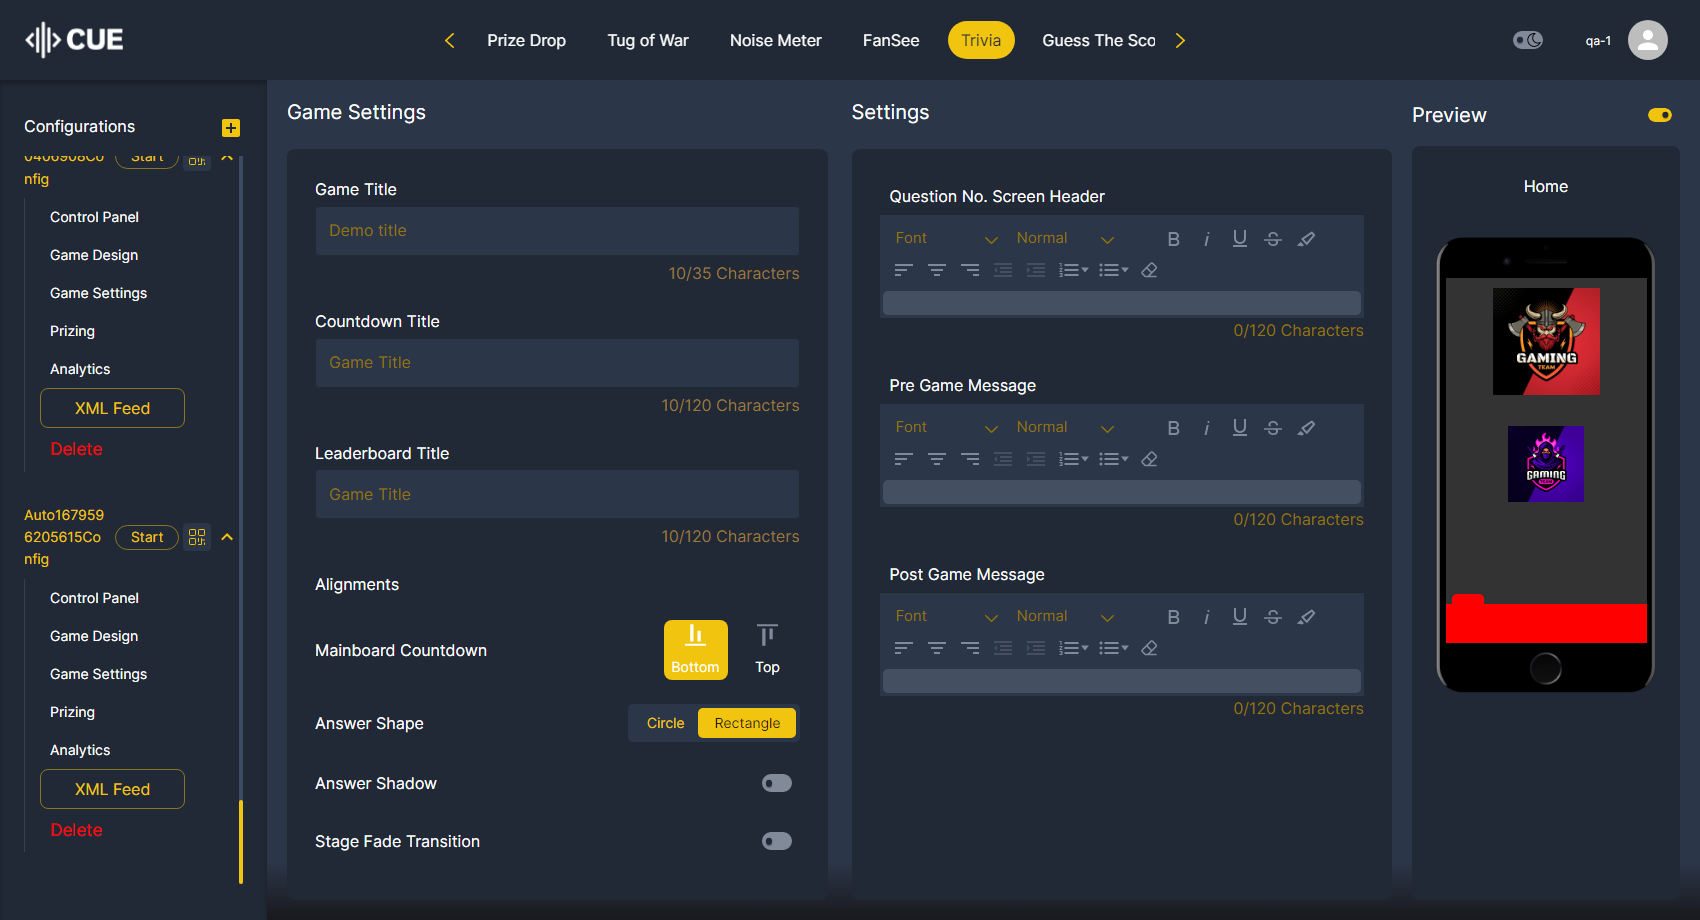 CUE
Prize Drop
Tug of War
Noise Meter
FanSee
Trivia
Guess The Sco
qa-1
Configurations
0406908Co
nfig
Start
Control Panel
Game Design
Game Settings
Prizing
Analytics
XML Feed
Delete
Auto167959
6205615Co
nfig
Start
Control Panel
Game Design
Game Settings
Prizing
Analytics
XML Feed
Delete
Game Settings
Game Title
Demo title
10/35 Characters
Countdown Title
Game Title
10/120 Characters
Leaderboard Title
Game Title
10/120 Characters
Alignments
Mainboard Countdown
Bottom
Top
Answer Shape
Circle
Rectangle
Answer Shadow
Stage Fade Transition
Settings
Question No. Screen Header
Font
Normal
B i U S
0/120 Characters
Pre Game Message
Font
Normal
B i U S
0/120 Characters
Post Game Message
Font
Normal
B i U S
0/120 Characters
Preview
Home
GAMING
TEAM
GAMING
TEAM